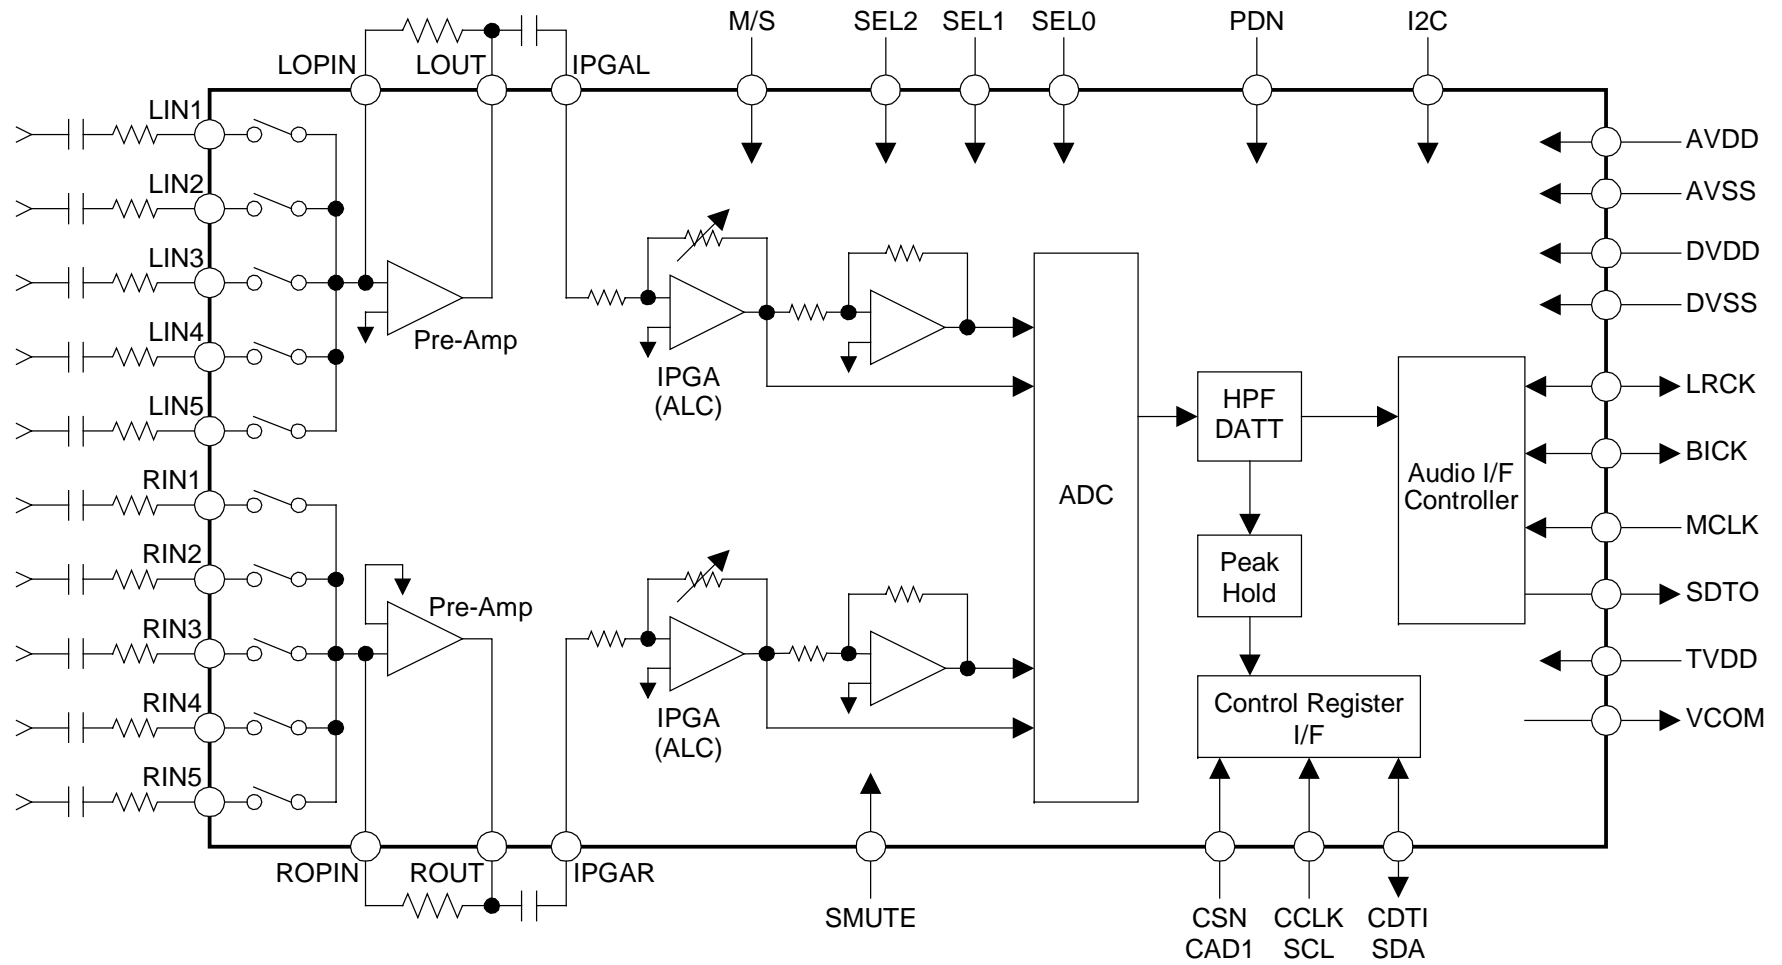 M/S
SEL2
SEL1
SEL0
PDN
I2C
LOPIN
LOUT
IPGAL
LIN1
LIN2
LIN3
LIN4
LIN5
RIN1
RIN2
RIN3
RIN4
RIN5
Pre-Amp
Pre-Amp
IPGA
(ALC)
IPGA
(ALC)
ADC
HPF
DATT
Peak
Hold
Audio I/F
Controller
Control Register
I/F
AVDD
AVSS
DVDD
DVSS
LRCK
BICK
MCLK
SDTO
TVDD
VCOM
ROPIN
ROUT
IPGAR
SMUTE
CSN
CAD1
CCLK
SCL
CDTI
SDA